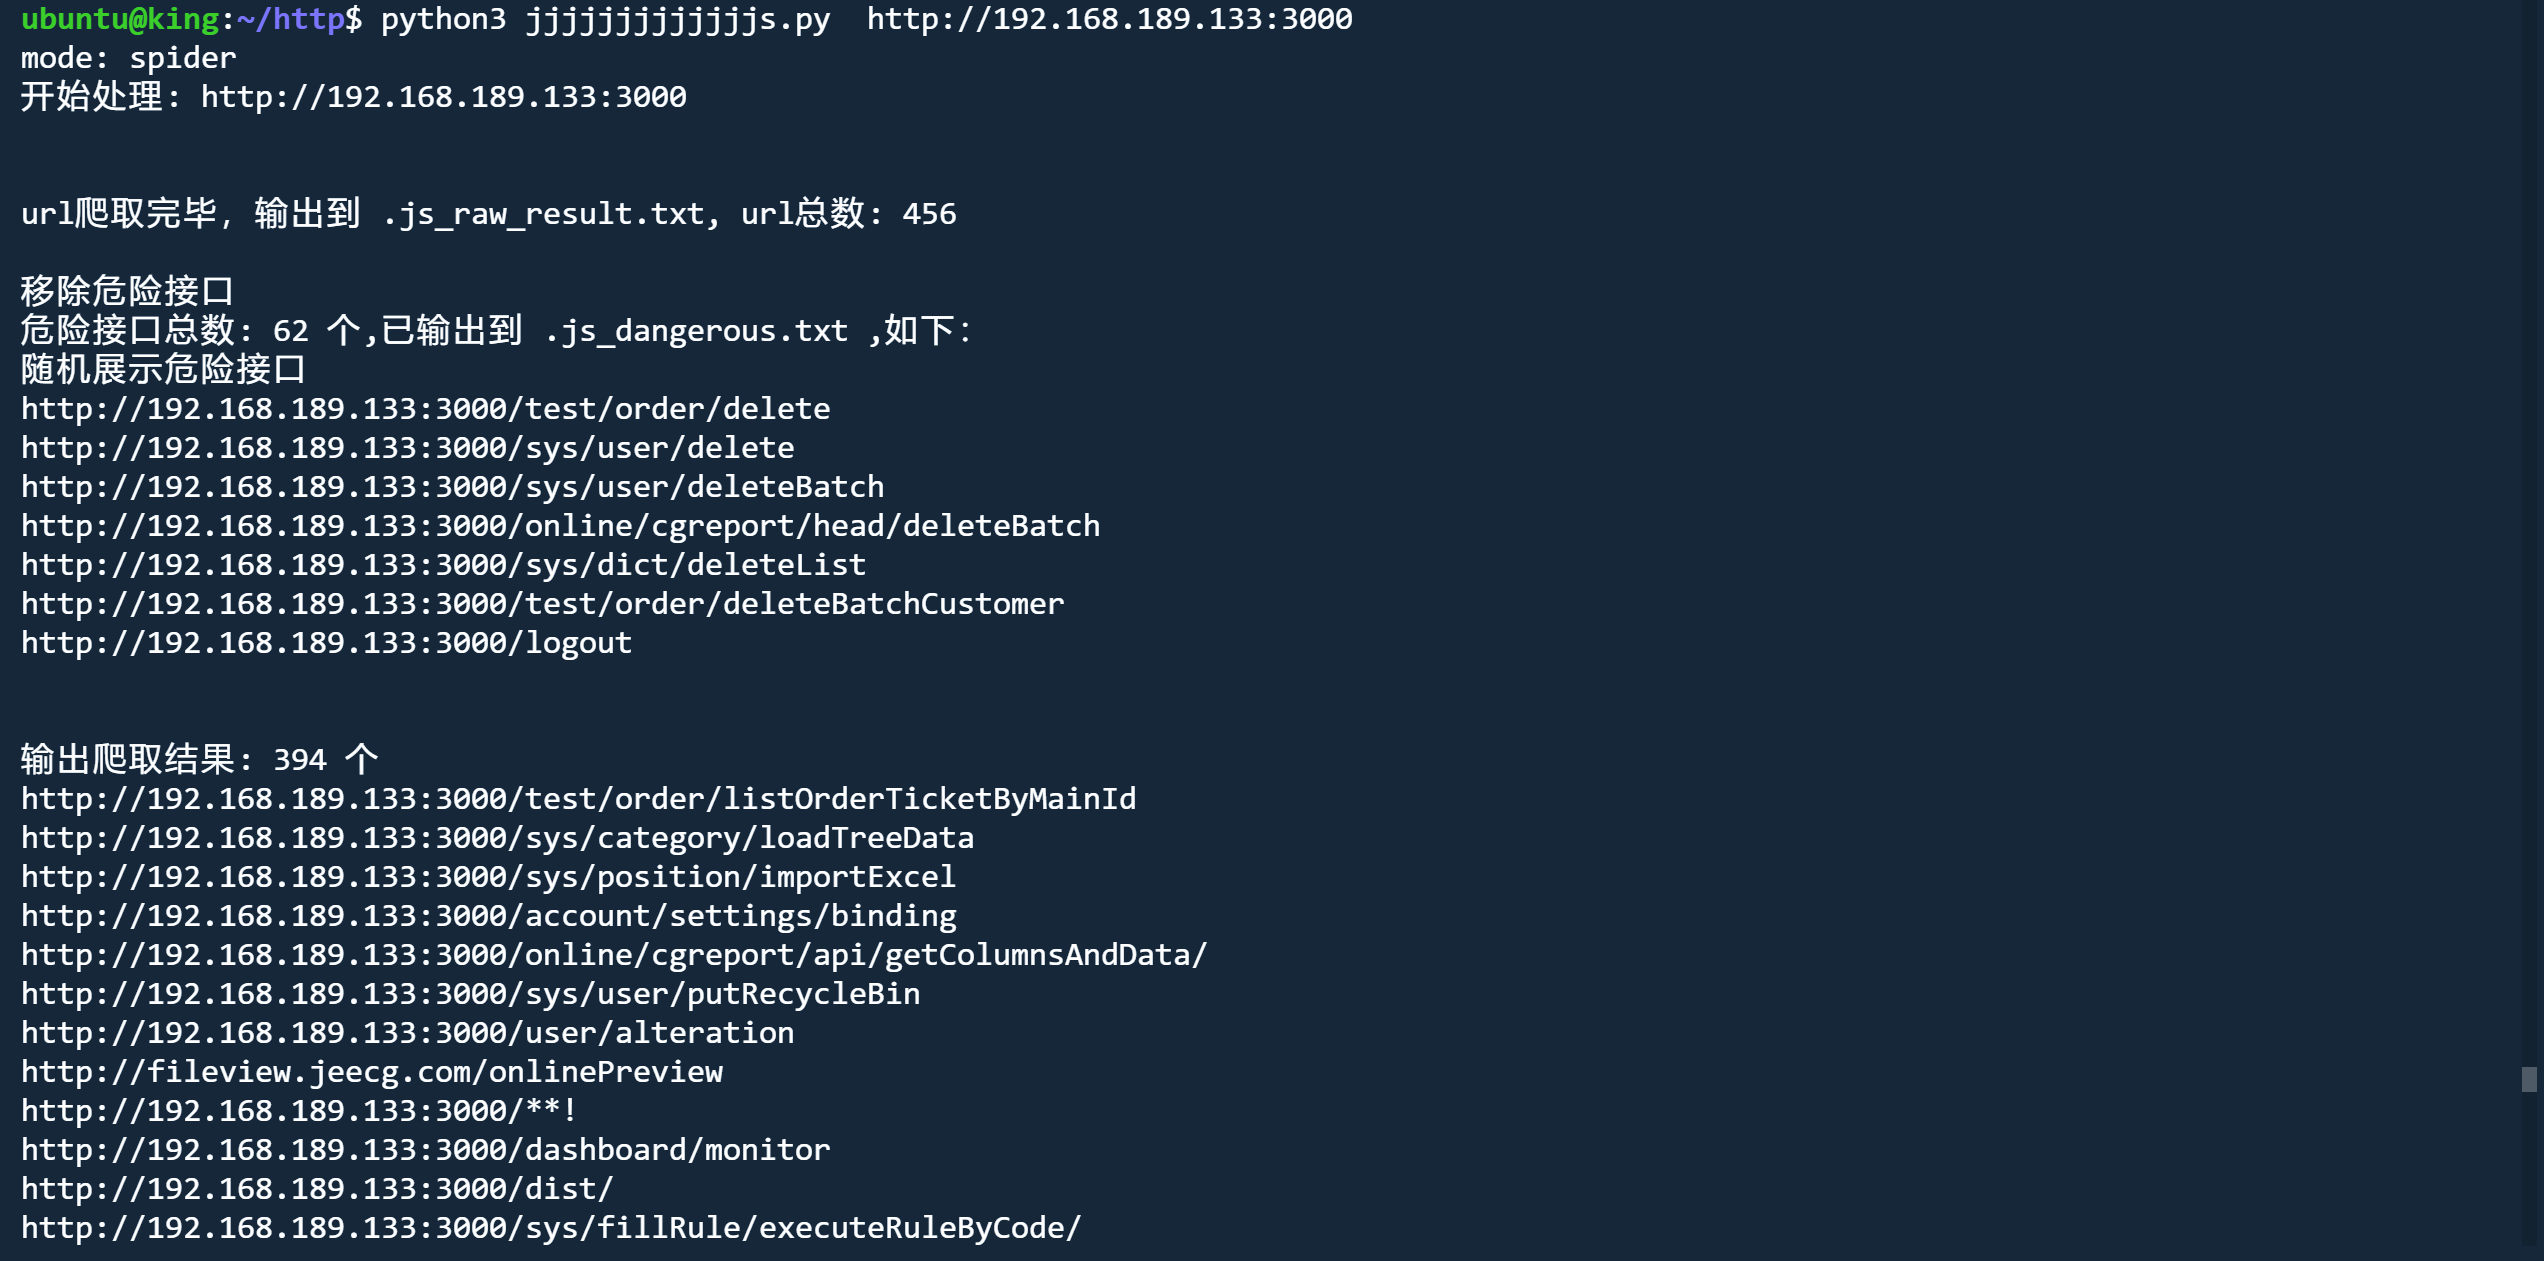 ubuntu@king:~/http$ python3 jjjjjjjjjjjjjs.py  http://192.168.189.133:3000
mode: spider
开始处理: http://192.168.189.133:3000
url爬取完毕, 输出到 .js_raw_result.txt, url总数: 456
移除危险接口
危险接口总数: 62 个,已输出到 .js_dangerous.txt ,如下:
随机展示危险接口
http://192.168.189.133:3000/test/order/delete
http://192.168.189.133:3000/sys/user/delete
http://192.168.189.133:3000/sys/user/deleteBatch
http://192.168.189.133:3000/online/cgreport/head/deleteBatch
http://192.168.189.133:3000/sys/dict/deleteList
http://192.168.189.133:3000/test/order/deleteBatchCustomer
http://192.168.189.133:3000/logout
输出爬取结果: 394 个
http://192.168.189.133:3000/test/order/listOrderTicketByMainId
http://192.168.189.133:3000/sys/category/loadTreeData
http://192.168.189.133:3000/sys/position/importExcel
http://192.168.189.133:3000/account/settings/binding
http://192.168.189.133:3000/online/cgreport/api/getColumnsAndData/
http://192.168.189.133:3000/sys/user/putRecycleBin
http://192.168.189.133:3000/user/alteration
http://fileview.jeecg.com/onlinePreview
http://192.168.189.133:3000/**!
http://192.168.189.133:3000/dashboard/monitor
http://192.168.189.133:3000/dist/
http://192.168.189.133:3000/sys/fillRule/executeRuleByCode/